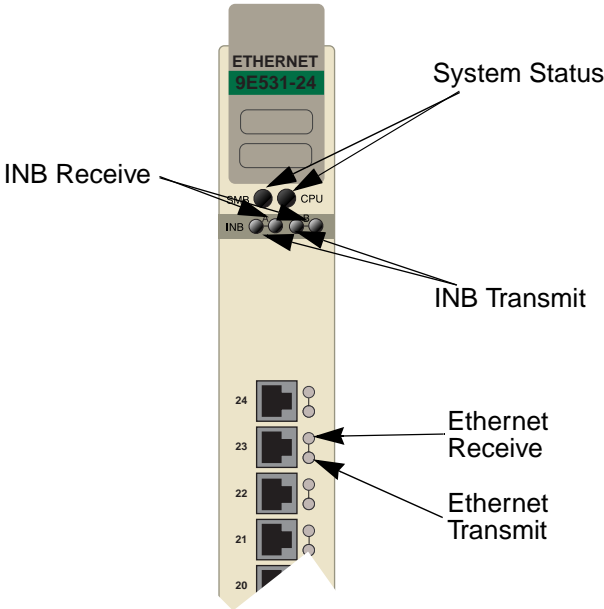 ETHERNET
9E531-24
System Status
INB Receive
SMB CPU
A B
INB
INB Transmit
24
Ethernet
Receive
23
22
Ethernet
Transmit
21
20